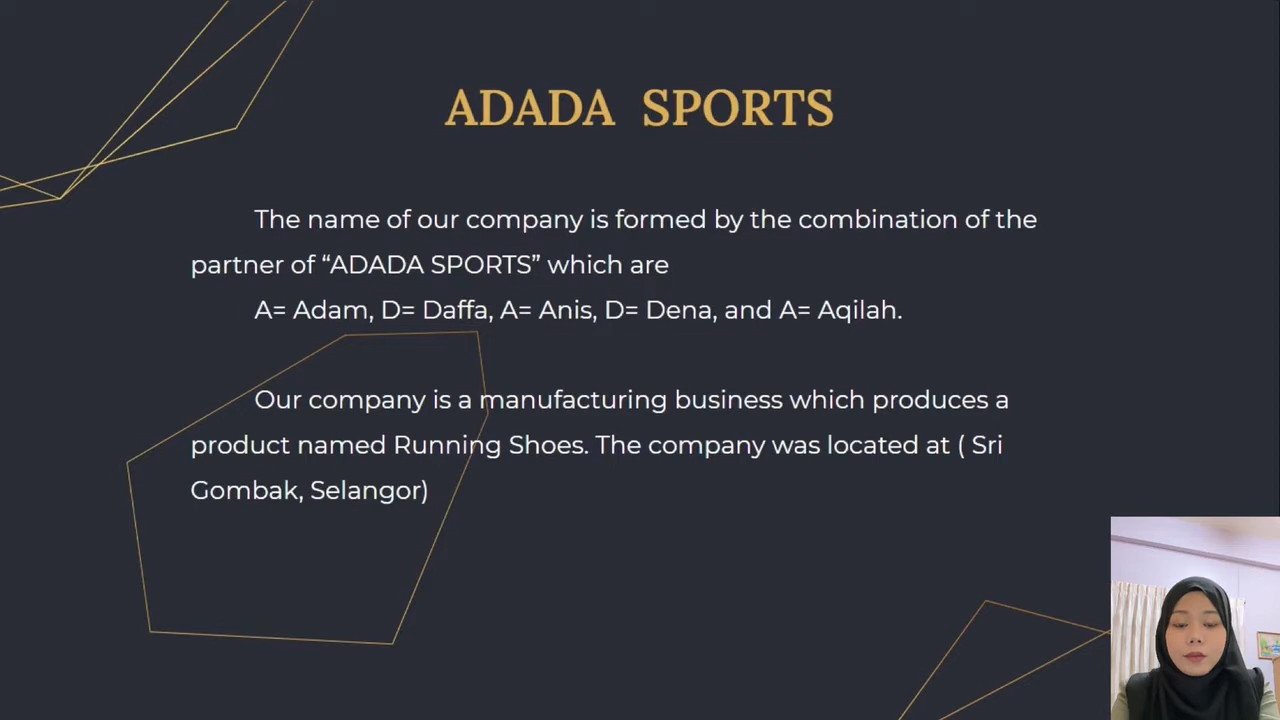 ADADA SPORTS
The name of our company is formed by the combination of the
partner of “ADADA SPORTS” which are
A= Adam, D= Daffa, A= Anis, D= Dena, and A= Aqilah.
Our company is a manufacturing business which produces a
product named Running Shoes. The company was located at ( Sri
Gombak, Selangor)